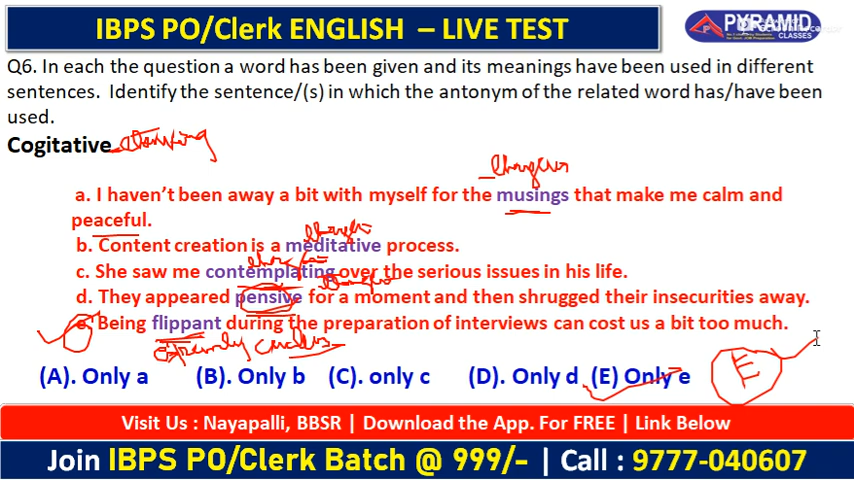 IBPS PO/Clerk ENGLISH – LIVE TEST
PYRAMID
CLASSES
Q6. In each the question a word has been given and its meanings have been used in different
sentences. Identify the sentence/(s) in which the antonym of the related word has/have been
used.
Cogitative
a. I haven't been away a bit with myself for the musings that make me calm and
peaceful.
b. Content creation is a meditative process.
c. She saw me contemplating over the serious issues in his life.
d. They appeared pensive for a moment and then shrugged their insecurities away.
e. Being flippant during the preparation of interviews can cost us a bit too much.
(A). Only a (B). Only b (C). only c (D). Only d (E) Only e
E
Visit Us : Nayapalli, BBSR | Download the App. For FREE | Link Below
Join IBPS PO/Clerk Batch @ 999/- | Call : 9777-040607